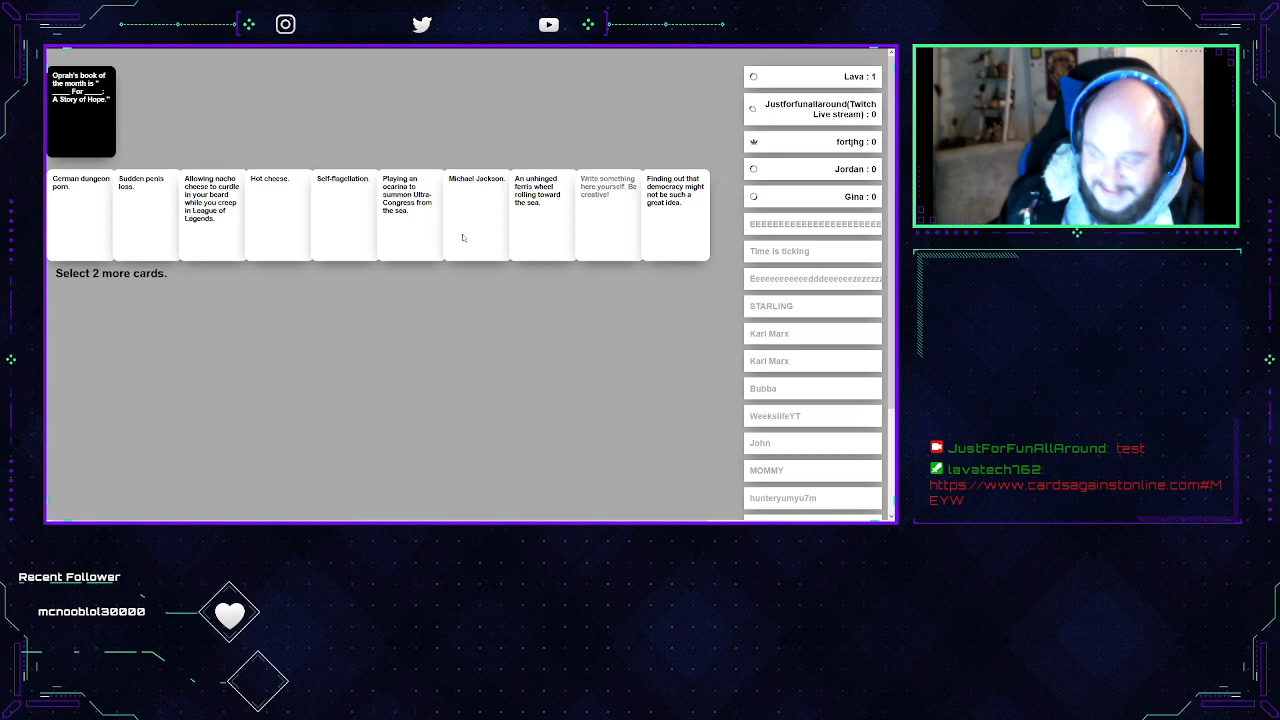 Oprah's book of
the month is "
_____ For _____:
A Story of Hope."
German dungeon
porn.
Sudden penis
loss.
Allowing nacho
cheese to curdle
in your beard
while you creep
in League of
Legends.
Hot cheese.
Self-flagellation.
Playing an
ocarina to
summon Ultra-
Congress from
the sea.
Michael Jackson.
An unhinged
ferris wheel
rolling toward
the sea.
Write something
here yourself. Be
creative!
Finding out that
democracy might
not be such a
great idea.
Select 2 more cards.
Lava : 1
Justforfunallaround(Twitch
Live stream) : 0
fortjhg : 0
Jordan : 0
Gina : 0
EEEEEEEEEEEEEEEEEEEEEEEEEE
Time is ticking
Eeeeeeeeeeedddeeeeeezezezzz
STARLING
Karl Marx
Karl Marx
Bubba
WeekslifeYT
John
MOMMY
hunteryumyu7m
JustForFunAllAround: test
lavatech762:
https://www.cardsagainstonline.com#M
EYW
Recent Follower
mcnooblol30000